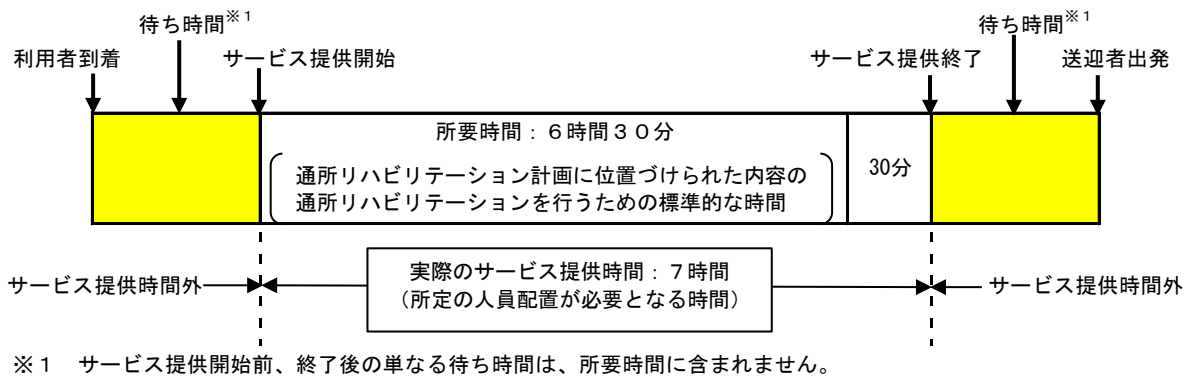 待ち時間※1
待ち時間※1
利用者到着
サービス提供開始
サービス提供終了
送迎者出発
所要時間：６時間３０分
通所リハビリテーション計画に位置づけられた内容の
通所リハビリテーションを行うための標準的な時間
30分
サービス提供時間外
実際のサービス提供時間：７時間
（所定の人員配置が必要となる時間）
サービス提供時間外
※１　サービス提供開始前、終了後の単なる待ち時間は、所要時間に含まれません。